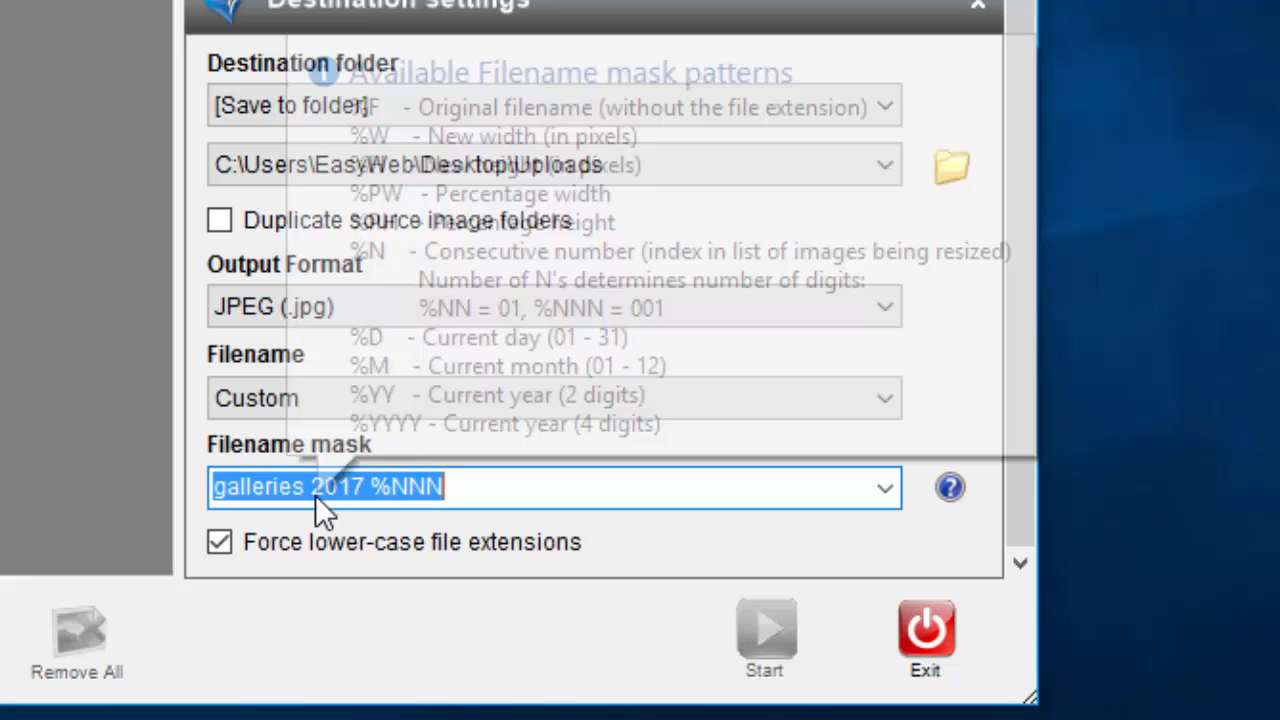 Destination settings
Destination folder
Available Filename mask patterns
[Save to folder]
%F - Original filename (without the file extension)
%W - New width (in pixels)
C:\Users\EasyWeb\Desktop\Uploads
%PW - Percentage width
Duplicate source image folders
%PH - Percentage height
%N - Consecutive number (index in list of images being resized)
Output Format
Number of N's determines number of digits:
JPEG (.jpg)
%NN = 01, %NNN = 001
%D - Current day (01 - 31)
Filename
%M - Current month (01 - 12)
Custom
%YY - Current year (2 digits)
%YYYY - Current year (4 digits)
Filename mask
galleries 2017 %NNN
Force lower-case file extensions
Remove All
Start
Exit